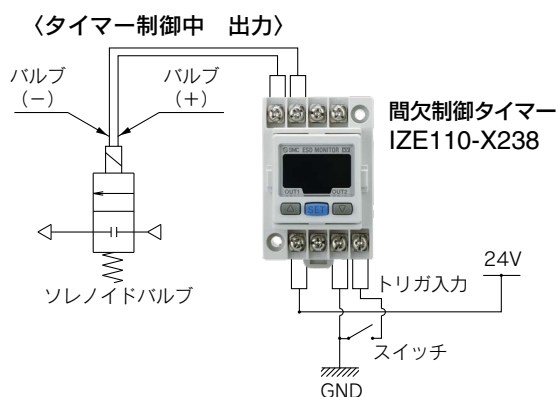 〈タイマー制御中　出力〉
バルブ
（−）
バルブ
（+）
間欠制御タイマー
IZE110-X238
SMC ESD MONITOR
OUT1
OUT2
SET
24V
トリガ入力
ソレノイドバルブ
スイッチ
GND